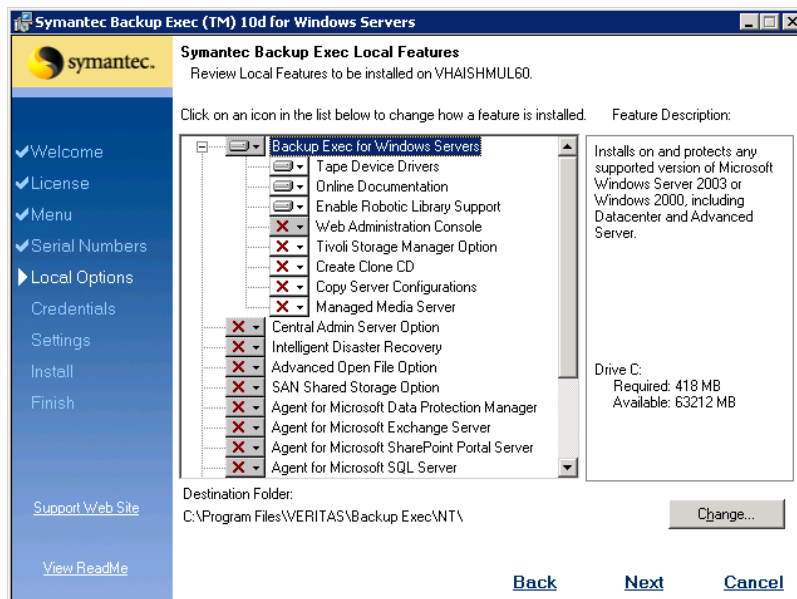 Symantec Backup Exec (TM) 10d for Windows Servers
symantec.
Symantec Backup Exec Local Features
Review Local Features to be installed on VHAISHMUL60.
Click on an icon in the list below to change how a feature is installed.
Feature Description:
Welcome
License
Menu
Serial Numbers
Local Options
Credentials
Settings
Install
Finish
Support Web Site
View ReadMe
Backup Exec for Windows Servers
Tape Device Drivers
Online Documentation
Enable Robotic Library Support
Web Administration Console
Tivoli Storage Manager Option
Create Clone CD
Copy Server Configurations
Managed Media Server
Central Admin Server Option
Intelligent Disaster Recovery
Advanced Open File Option
SAN Shared Storage Option
Agent for Microsoft Data Protection Manager
Agent for Microsoft Exchange Server
Agent for Microsoft SharePoint Portal Server
Agent for Microsoft SQL Server
Installs on and protects any
supported version of Microsoft
Windows Server 2003 or
Windows 2000, including
Datacenter and Advanced
Server.
Drive C:
Required: 418 MB
Available: 63212 MB
Destination Folder:
C:\Program Files\VERITAS\Backup Exec\NT\
Change...
Back
Next
Cancel